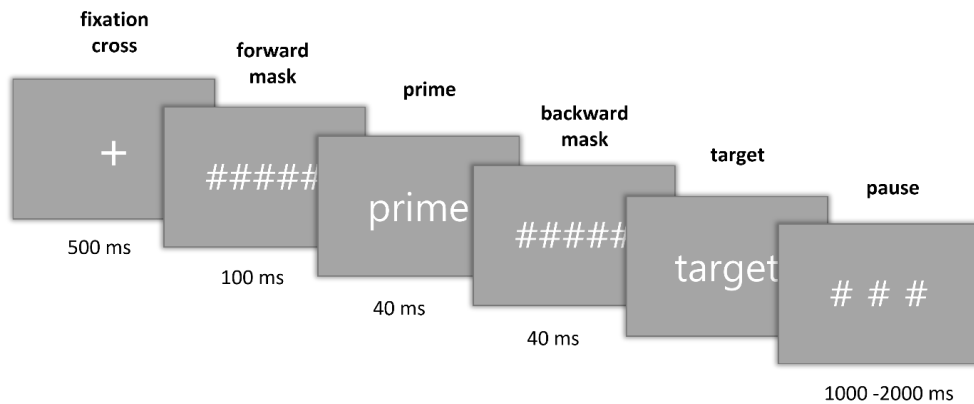 fixation
cross
+
500 ms
forward
mask
#####
100 ms
prime
prime
40 ms
backward
mask
#####
40 ms
target
target
pause
# # #
1000 -2000 ms